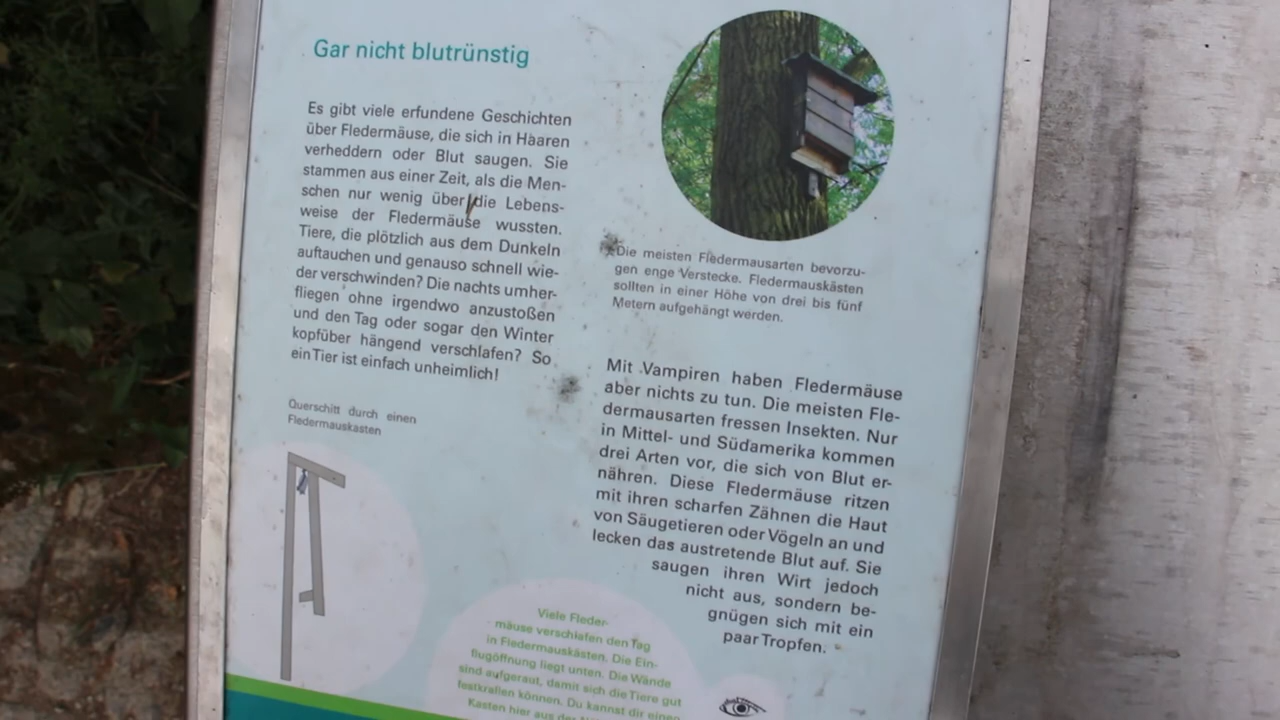 Gar nicht blutrünstig
Es gibt viele erfundene Geschichten
über Fledermäuse, die sich in Haaren
verheddern oder Blut saugen. Sie
stammen aus einer Zeit, als die Men-
schen nur wenig über die Lebens-
weise der Fledermäuse wussten.
Tiere, die plötzlich aus dem Dunkeln
auftauchen und genauso schnell wie-
der verschwinden? Die nachts umher-
fliegen ohne irgendwo anzustoßen
und den Tag oder sogar den Winter
kopfüber hängend verschlafen? So
ein Tier ist einfach unheimlich!
Querschitt durch einen
Fledermauskasten
Die meisten Fledermausarten bevorzu-
gen enge Verstecke. Fledermauskästen
sollten in einer Höhe von drei bis fünf
Metern aufgehängt werden.
Mit Vampiren haben Fledermäuse
aber nichts zu tun. Die meisten Fle-
dermausarten fressen Insekten. Nur
in Mittel- und Südamerika kommen
drei Arten vor, die sich von Blut er-
nähren. Diese Fledermäuse ritzen
mit ihren scharfen Zähnen die Haut
von Säugetieren oder Vögeln an und
lecken das austretende Blut auf. Sie
saugen ihren Wirt jedoch
nicht aus, sondern be-
gnügen sich mit ein
paar Tropfen.
Viele Fleder-
mäuse verschlafen den Tag
in Fledermauskästen. Die Ein-
flugöffnung liegt unten. Die Wände
sind aufgeraut, damit sich die Tiere gut
festkrallen können. Du kannst dir einen
Kasten hier aus der